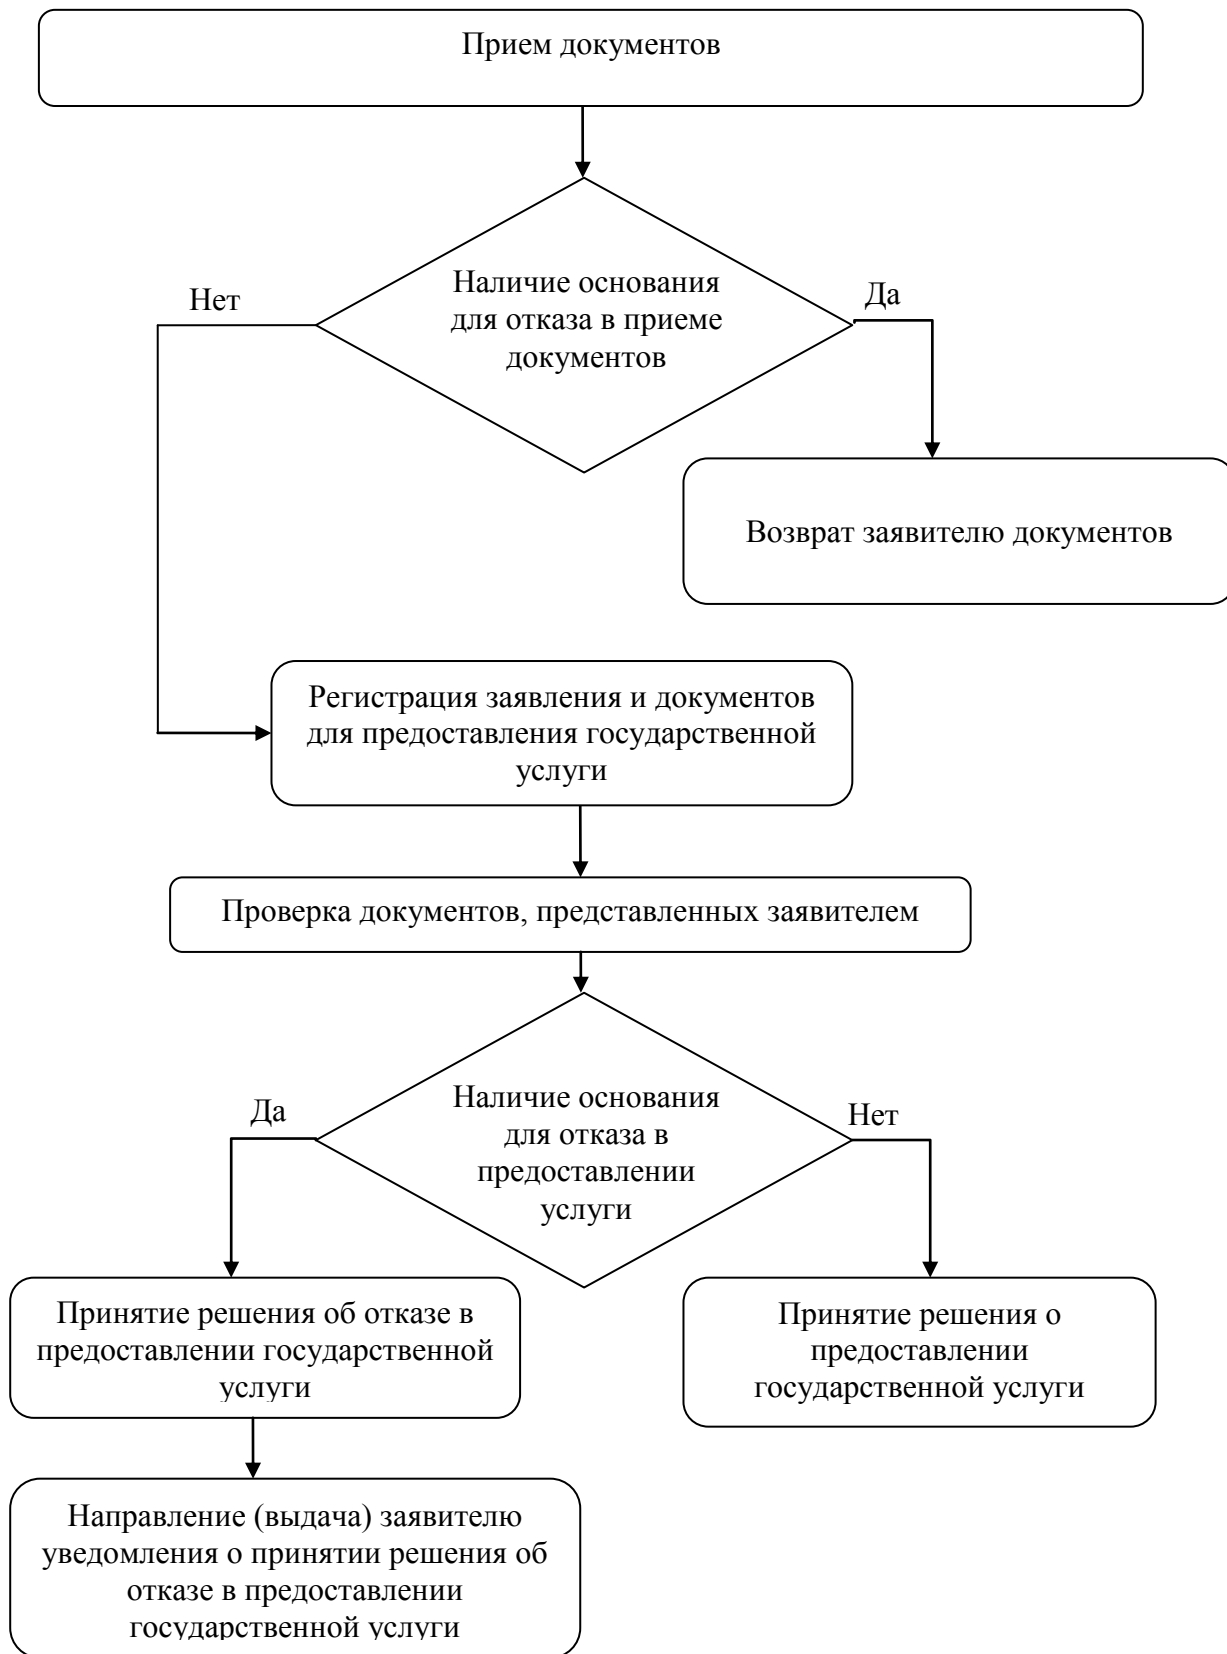 Прием документов
Нет
Наличие основания
для отказа в приеме
документов
Да
Возврат заявителю документов
Регистрация заявления и документов
для предоставления государственной
услуги
Проверка документов, представленных заявителем
Да
Наличие основания
для отказа в
предоставлении
услуги
Нет
Принятие решения об отказе в
предоставлении государственной
услуги
Принятие решения о
предоставлении
государственной услуги
Направление (выдача) заявителю
уведомления о принятии решения об
отказе в предоставлении
государственной услуги